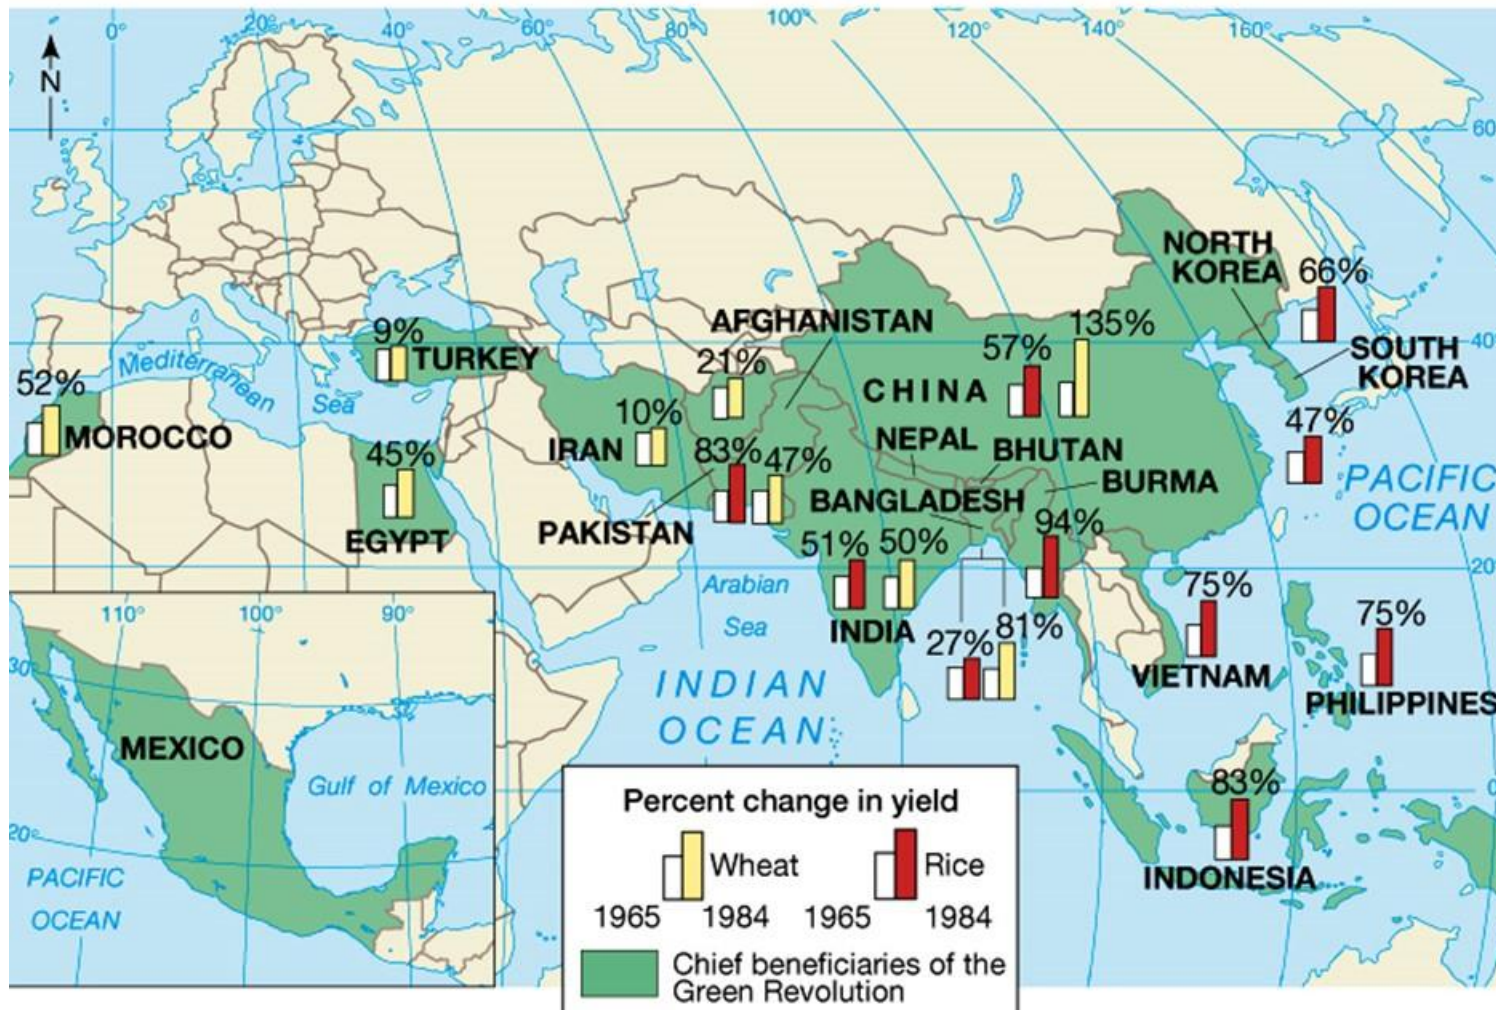 0°
20°
40°
60°
80°
100°
120°
140°
160°
N
60
NORTH
KOREA
66%
AFGHANISTAN
135%
9%
TURKEY
21%
57%
40°
SOUTH
KOREA
Mediterranean
Sea
52%
MOROCCO
CHINA
10%
IRAN
83%
47%
NEPAL
BHUTAN
47%
45%
EGYPT
PAKISTAN
BANGLADESH
BURMA
PACIFIC
OCEAN
51%
50%
94%
20°
Arabian
Sea
INDIA
27%
81%
75%
VIETNAM
75%
PHILIPPINES
INDIAN
OCEAN
110°
100°
90°
30°
MEXICO
Gulf of Mexico
20°
PACIFIC
OCEAN
0
83%
INDONESIA
Percent change in yield
Wheat
Rice
1965 1984 1965 1984
Chief beneficiaries of the
Green Revolution